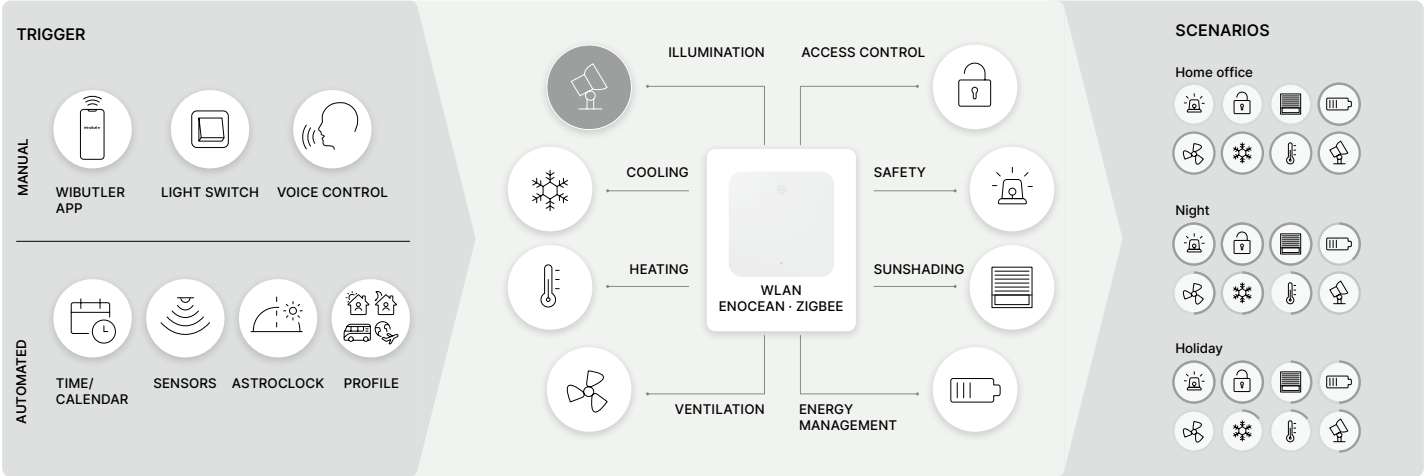 TRIGGER
MANUAL
WIBUTLER
APP
LIGHT SWITCH
VOICE CONTROL
AUTOMATED
TIME/
CALENDAR
SENSORS
ASTROCLOCK
PROFILE
ILLUMINATION
ACCESS CONTROL
COOLING
SAFETY
HEATING
SUNSHADING
WLAN
ENOCEAN · ZIGBEE
VENTILATION
ENERGY
MANAGEMENT
SCENARIOS
Home office
Night
Holiday